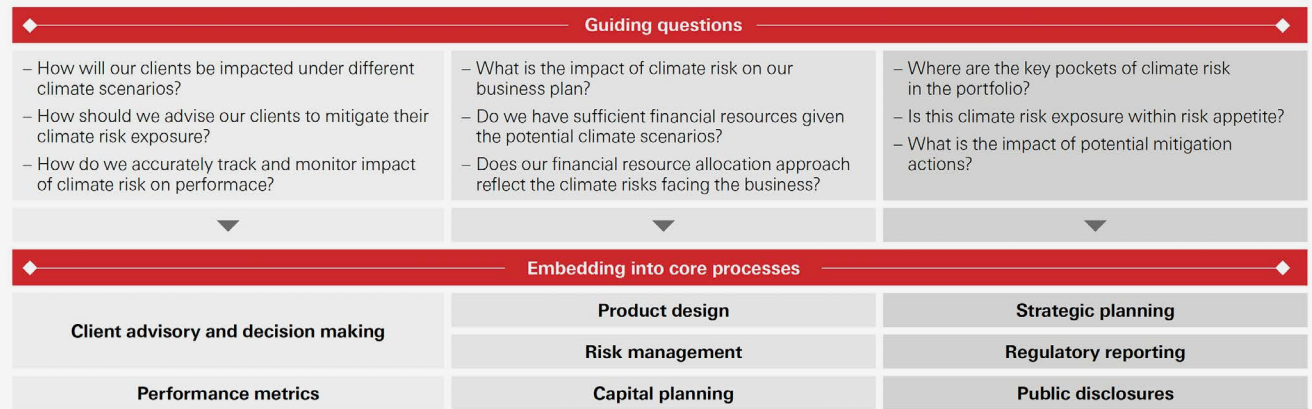 Guiding questions
– How will our clients be impacted under different
climate scenarios?
– How should we advise our clients to mitigate their
climate risk exposure?
– How do we accurately track and monitor impact
of climate risk on performace?
– What is the impact of climate risk on our
business plan?
– Do we have sufficient financial resources given
the potential climate scenarios?
– Does our financial resource allocation approach
reflect the climate risks facing the business?
– Where are the key pockets of climate risk
in the portfolio?
– Is this climate risk exposure within risk appetite?
– What is the impact of potential mitigation
actions?
Embedding into core processes
Client advisory and decision making
Performance metrics
Product design
Risk management
Capital planning
Strategic planning
Regulatory reporting
Public disclosures